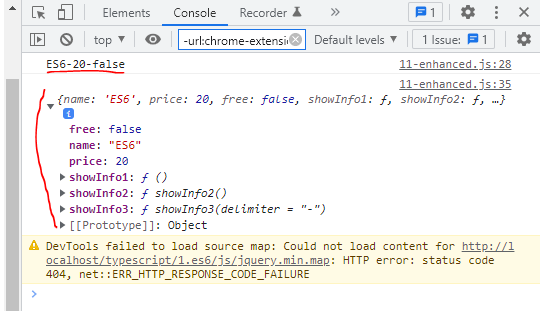 Elements Console Recorder 1
top -url:chrome-extensi Default levels 1 Issue: 1
ES6-20-false 11-enhanced.js:28
11-enhanced.js:35
{name: 'ES6', price: 20, free: false, showInfo1: ƒ, showInfo2: ƒ, …}
i
free: false
name: "ES6"
price: 20
showInfo1: ƒ ()
showInfo2: ƒ showInfo2()
showInfo3: ƒ showInfo3(delimiter = "-")
[[Prototype]]: Object
DevTools failed to load source map: Could not load content for http://l
ocalhost/typescript/1.es6/js/jquery.min.map: HTTP error: status code
404, net::ERR_HTTP_RESPONSE_CODE_FAILURE